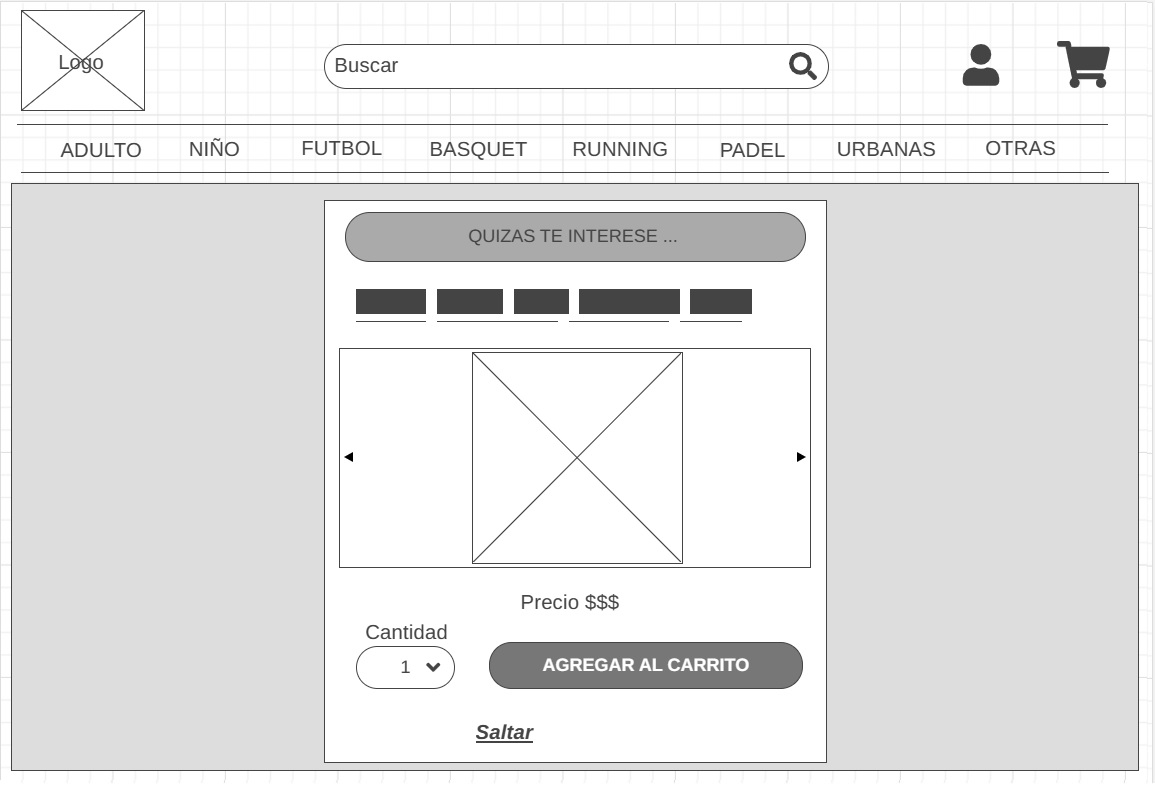 Logo
Buscar
ADULTO NIÑO FUTBOL BASQUET RUNNING PADEL URBANAS OTRAS
QUIZAS TE INTERESE ...
Precio $$$
Cantidad
1
AGREGAR AL CARRITO
Saltar